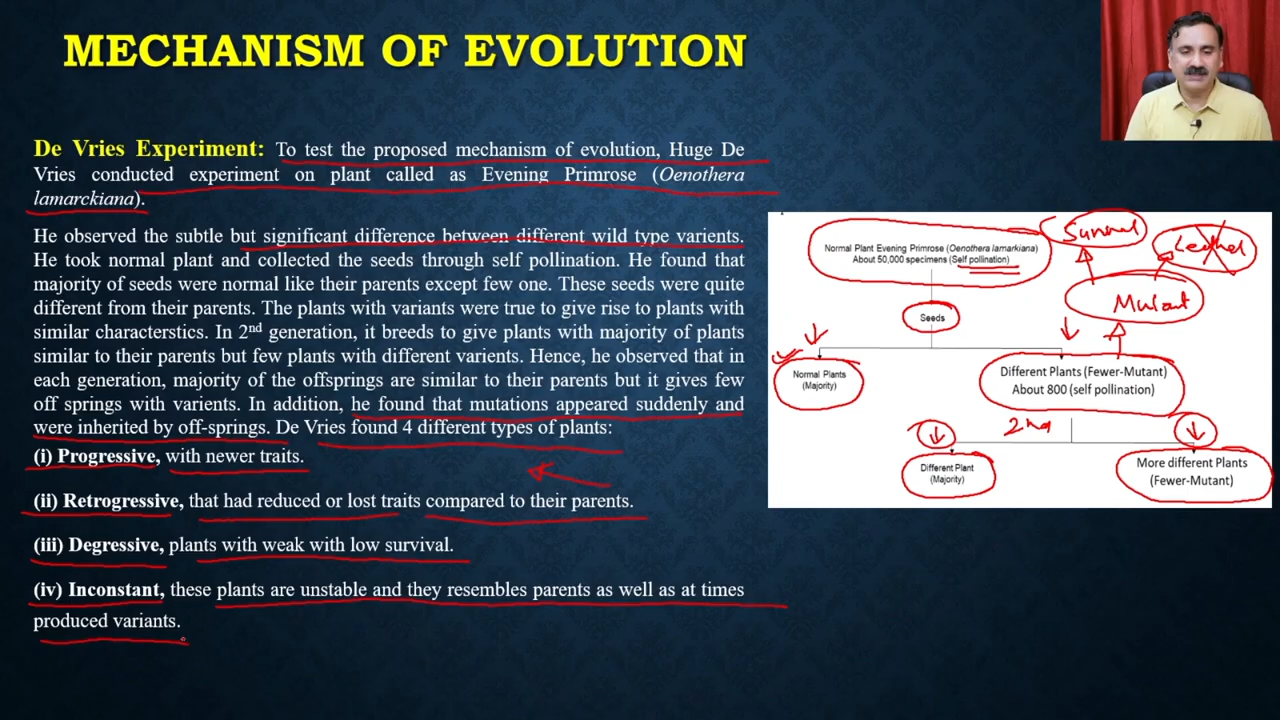 MECHANISM OF EVOLUTION
De Vries Experiment: To test the proposed mechanism of evolution, Huge De
Vries conducted experiment on plant called as Evening Primrose (Oenothera
lamarckiana).
He observed the subtle but significant difference between different wild type varients.
He took normal plant and collected the seeds through self pollination. He found that
majority of seeds were normal like their parents except few one. These seeds were quite
different from their parents. The plants with variants were true to give rise to plants with
similar characterstics. In 2nd generation, it breeds to give plants with majority of plants
similar to their parents but few plants with different varients. Hence, he observed that in
each generation, majority of the offsprings are similar to their parents but it gives few
off springs with varients. In addition, he found that mutations appeared suddenly and
were inherited by off-springs. De Vries found 4 different types of plants:
(i) Progressive, with newer traits.
(ii) Retrogressive, that had reduced or lost traits compared to their parents.
(iii) Degressive, plants with weak with low survival.
(iv) Inconstant, these plants are unstable and they resembles parents as well as at times
produced variants.
Normal Plant Evening Primrose (Oenothera lamarkiana)
About 50,000 specimens (Self pollination)
Mutant
Seeds
Normal Plants
(Majority)
Different Plants (Fewer-Mutant)
About 800 (self pollination)
2nd
Different Plant
(Majority)
More different Plants
(Fewer-Mutant)